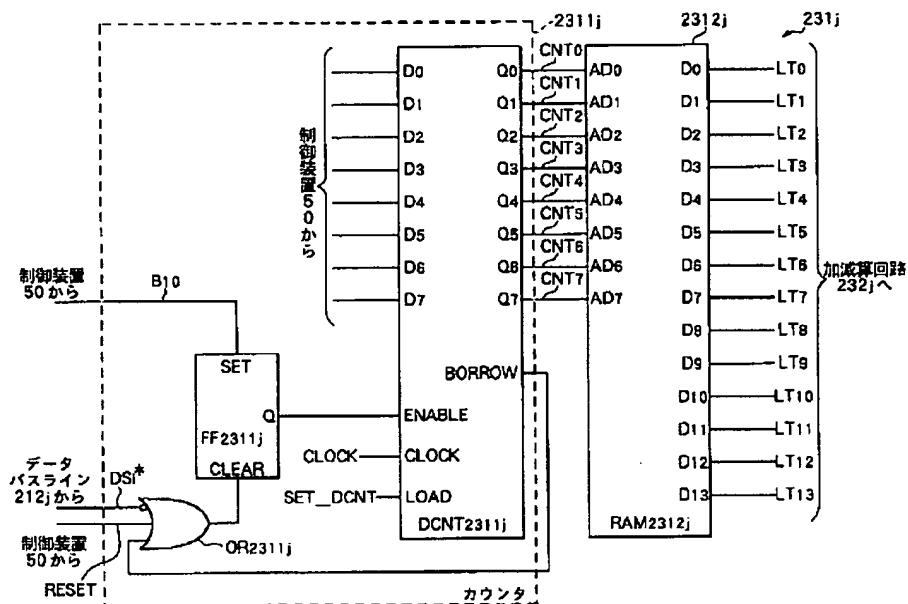 2311j
2312j
231j
CNT0
CNT1
CNT2
CNT3
CNT4
CNT5
CNT6
CNT7
制御装置50から
D0
D1
D2
D3
D4
D5
D6
D7
Q0
Q1
Q2
Q3
Q4
Q5
Q6
Q7
BORROW
ENABLE
CLOCK
LOAD
DCNT2311j
AD0
AD1
AD2
AD3
AD4
AD5
AD6
AD7
D0
D1
D2
D3
D4
D5
D6
D7
D8
D9
D10
D11
D12
D13
RAM2312j
LT0
LT1
LT2
LT3
LT4
LT5
LT6
LT7
LT8
LT9
LT10
LT11
LT12
LT13
加減算回路
232jへ
制御装置
50から
B10
SET
Q
FF2311j
CLEAR
CLOCK
SET_DCNT
データ
バスライン
212jから
DSi*
制御装置
50から
RESET
OR2311j
カウンタ